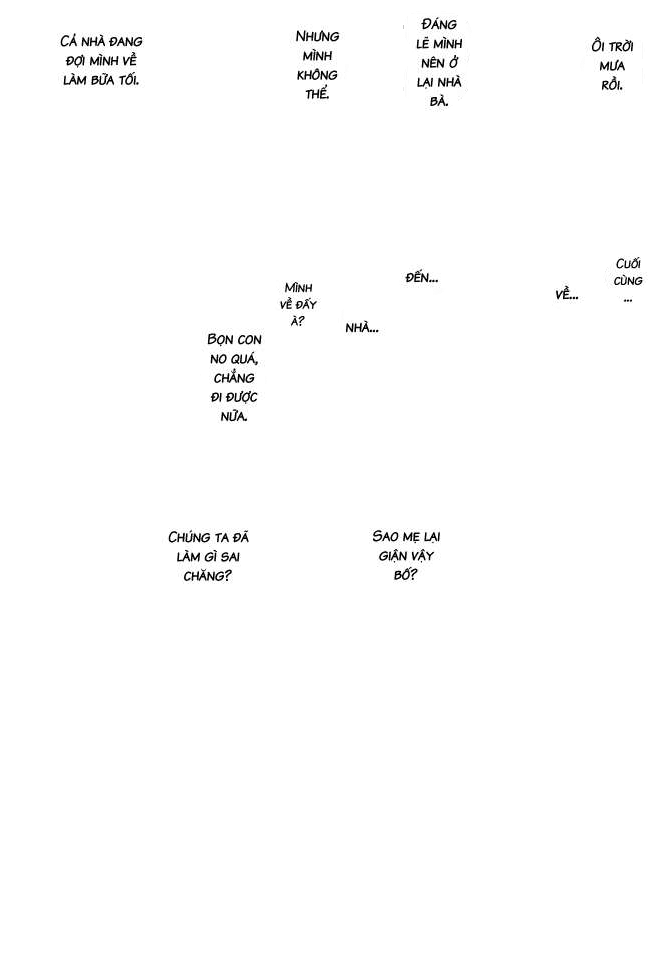 ÔI TRỜI
MƯA
RỒI.
ĐÁNG
LẼ MÌNH
NÊN Ở
LẠI NHÀ
BÀ.
NHƯNG
MÌNH
KHÔNG
THỂ.
CẢ NHÀ ĐANG
ĐỢI MÌNH VỀ
LÀM BỮA TỐI.
CUỐI
CÙNG
...
VỀ...
ĐẾN...
NHÀ...
MÌNH
VỀ ĐẤY
À?
BỌN CON
NO QUÁ,
CHẲNG
ĐI ĐƯỢC
NỮA.
SAO MẸ LẠI
GIẬN VẬY
BỐ?
CHÚNG TA ĐÃ
LÀM GÌ SAI
CHĂNG?